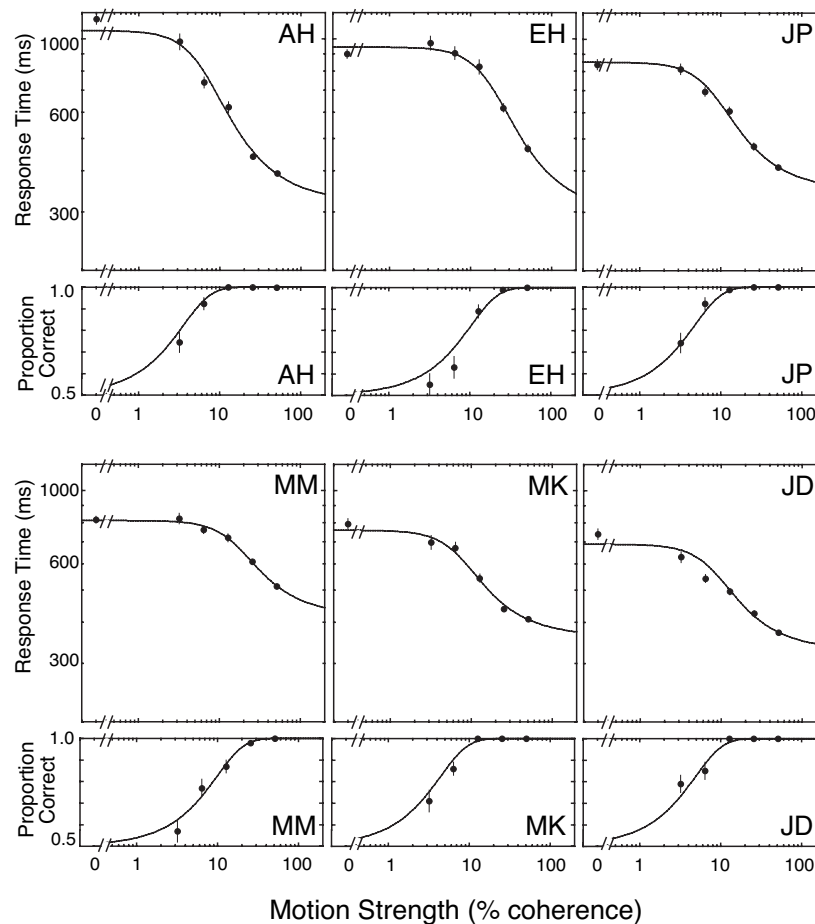 Response Time (ms)
1000
600
300
AH
EH
JP
Proportion
Correct
1.0
0.5
AH
EH
JP
0 1 10 100
0 1 10 100
0 1 10 100
Response Time (ms)
1000
600
300
MM
MK
JD
Proportion
Correct
1.0
0.5
MM
MK
JD
0 1 10 100
0 1 10 100
0 1 10 100
Motion Strength (% coherence)